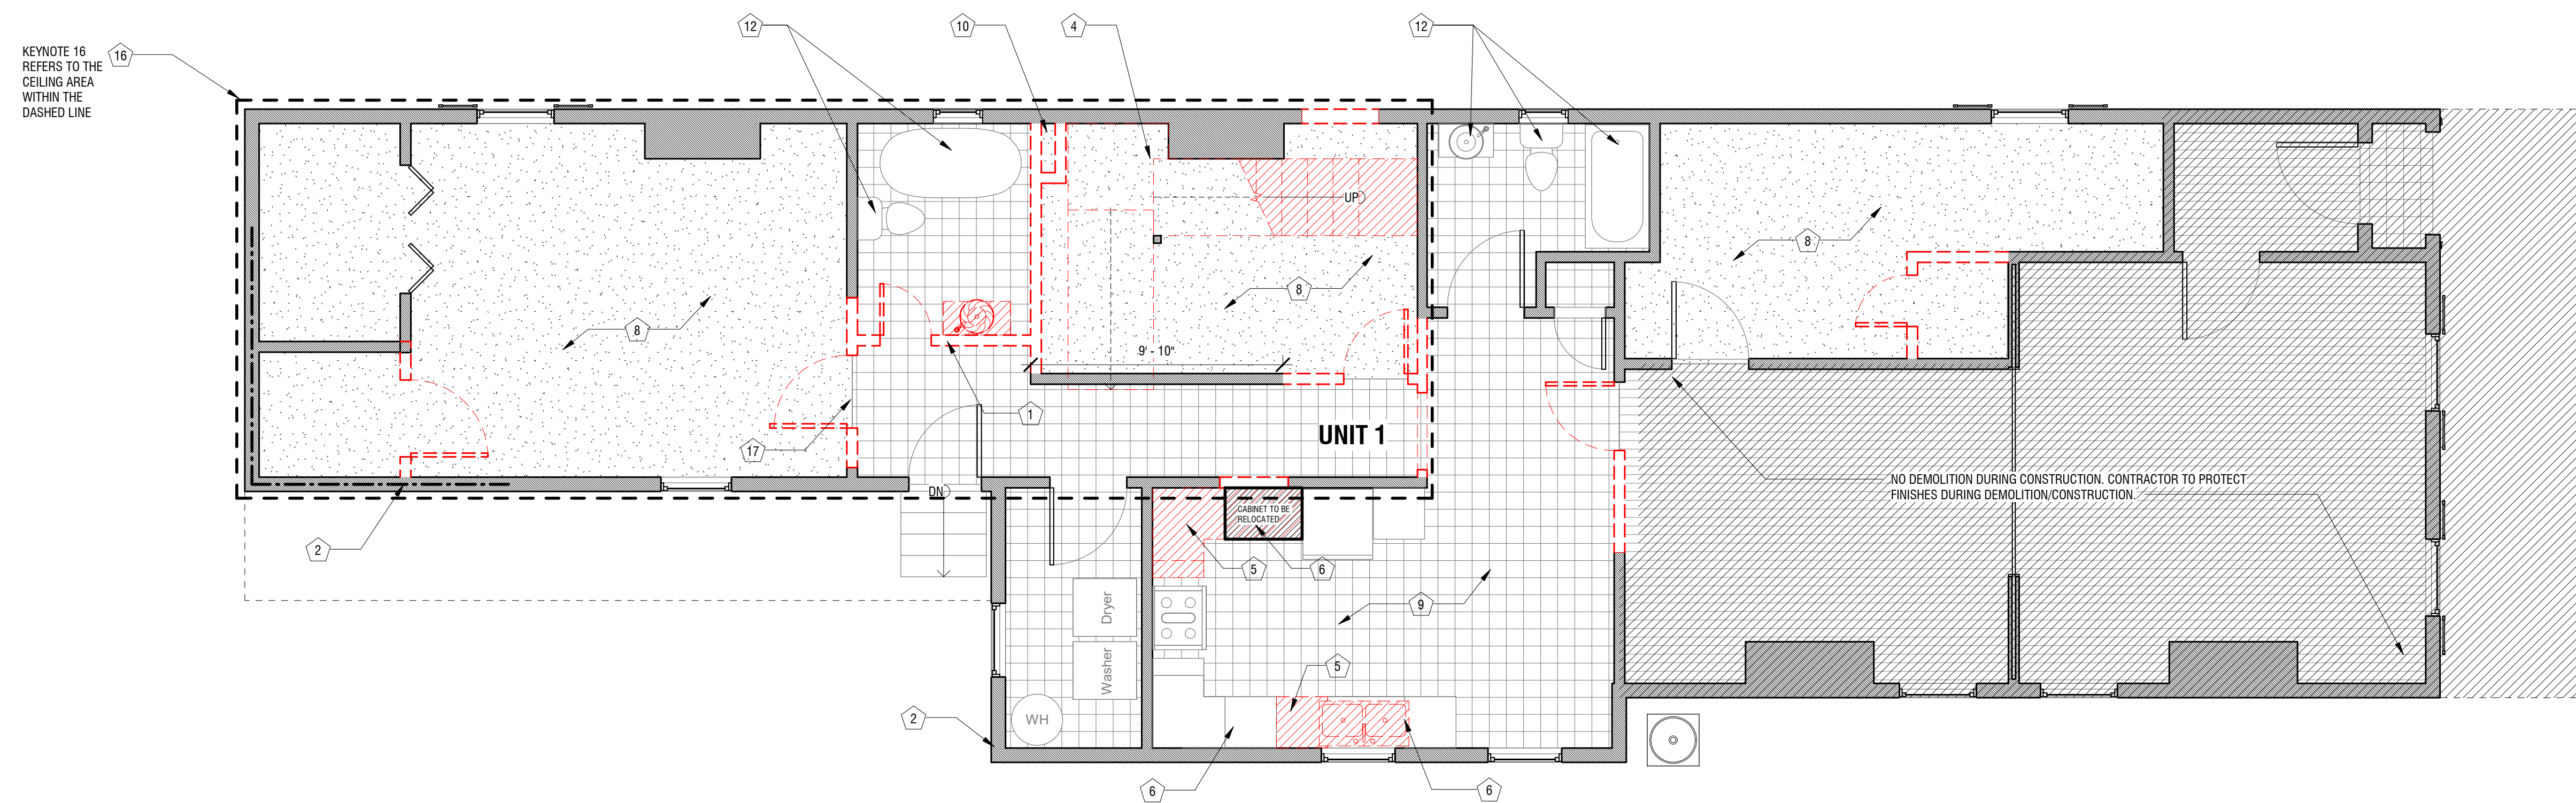 12
10
4
12
KEYNOTE 16
REFERS TO THE
CEILING AREA
WITHIN THE
DASHED LINE
16
UP
8
8
8
9' - 10"
1
17
UNIT 1
DN
NO DEMOLITION DURING CONSTRUCTION. CONTRACTOR TO PROTECT
FINISHES DURING DEMOLITION/CONSTRUCTION.
CABINET TO BE
RELOCATED
2
5
6
9
Dryer
Washer
5
WH
2
6
6